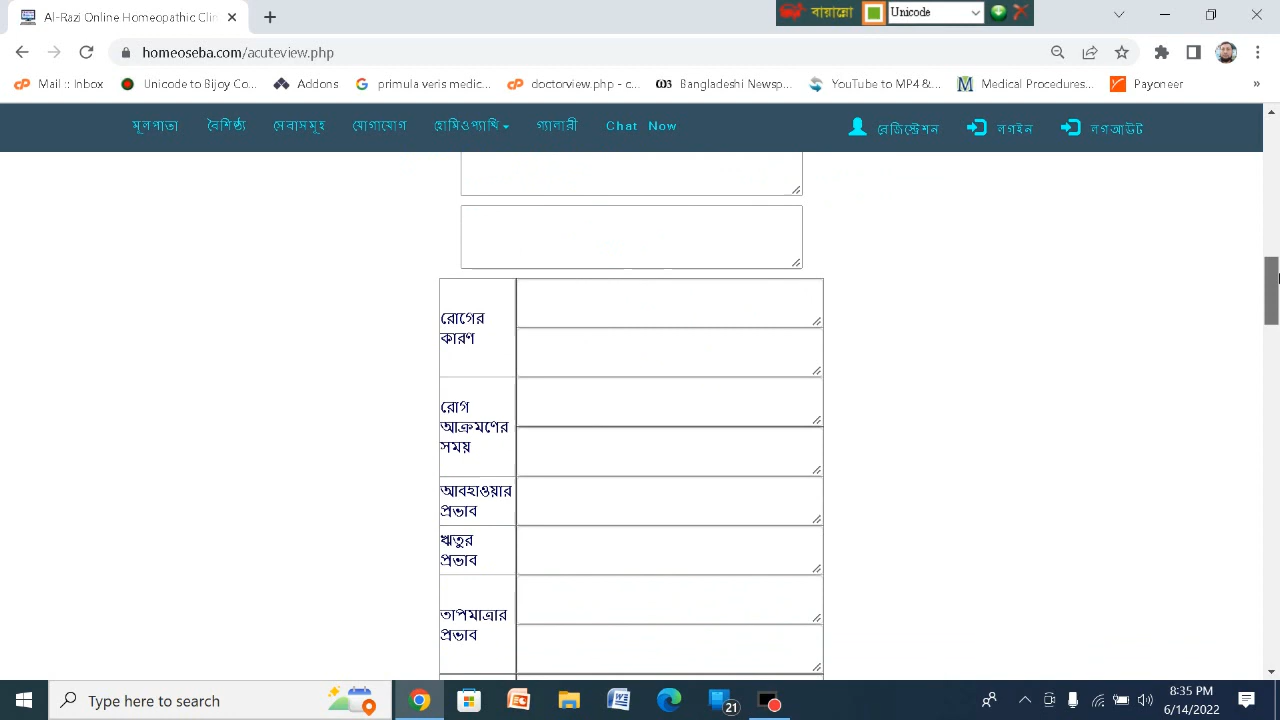 Al-Razi Online Homeopathic Clin
বায়ান্নো
Unicode
homeoseba.com/acuteview.php
Mail :: Inbox
Unicode to Bijoy Co...
Addons
primula veris medic...
doctorview.php - c...
Bangladeshi Newsp...
YouTube to MP4 &...
Medical Procedures...
Payoneer
»
মূলপাতা
বৈশিষ্ট্য
সেবাসমূহ
যোগাযোগ
হোমিওপ্যাথি
গ্যালারী
Chat Now
রেজিস্ট্রেশন
লগইন
লগআউট
রোগের
কারণ
রোগ
আক্রমণের
সময়
আবহাওয়ার
প্রভাব
ঋতুর
প্রভাব
তাপমাত্রার
প্রভাব
Type here to search
21
8:35 PM
6/14/2022